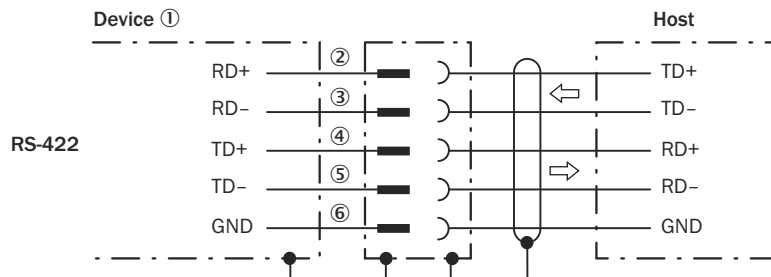 Device ① Host
RD+ ② TD+
RD– ③ TD–
RS-422
TD+ ④ RD+
TD– ⑤ RD–
GND ⑥ GND